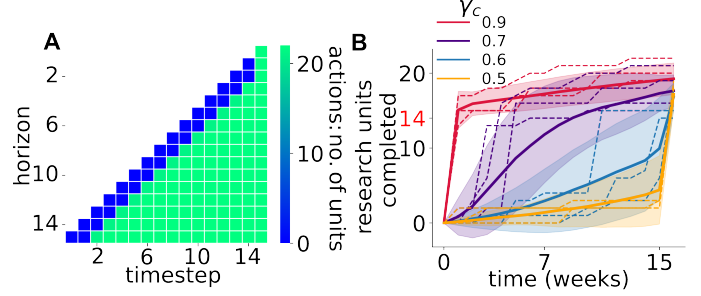 A
2
6
10
14
horizon
2
6
10
14
timestep
20
10
0
actions: no. of units
B
γc
0.9
0.7
0.6
0.5
20
14
10
0
research units
completed
0
7
15
time (weeks)